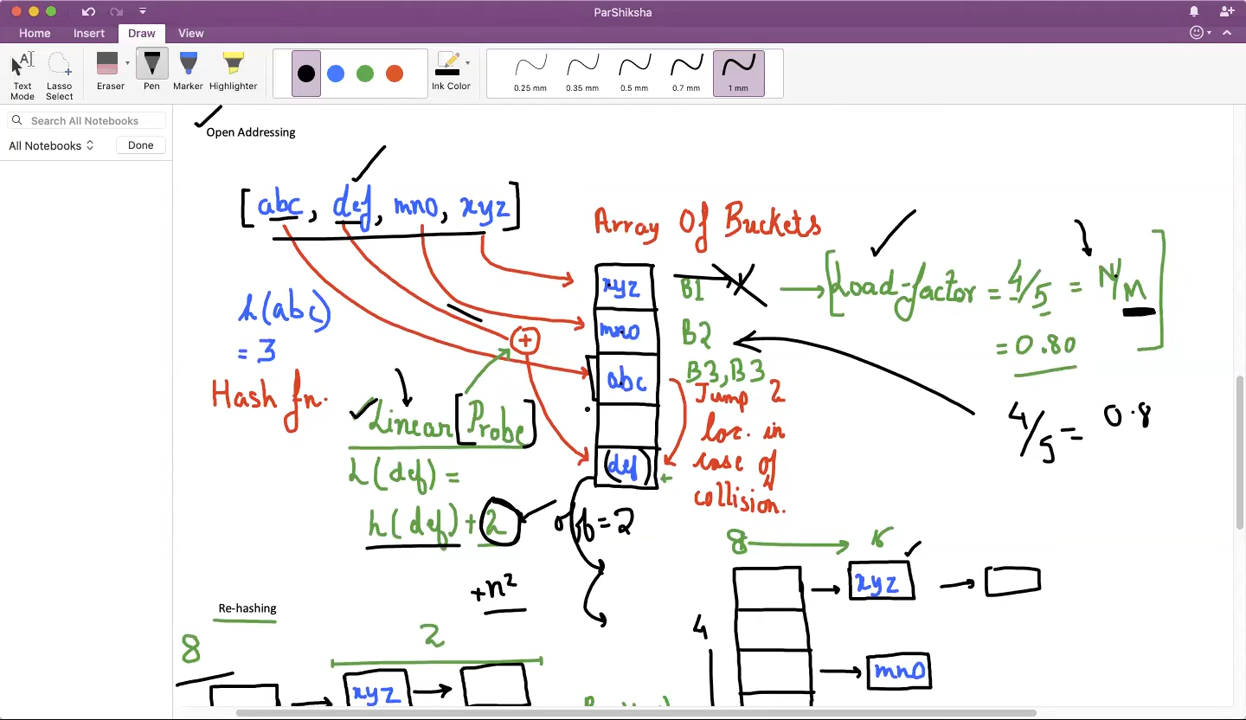 ParShiksha
Home Insert Draw View
Text Mode
Lasso Select
Eraser
Pen
Marker
Highlighter
Ink Color
0.25 mm 0.35 mm 0.5 mm 0.7 mm 1 mm
Search All Notebooks
All Notebooks
Done
Open Addressing
[abc, def, mno, xyz]
Array Of Buckets
h(abc)
= 3
Hash fn.
xyz B1
mno B2
abc B3, B3
(def)
Jump 2
loc. in
case of
collision.
[Load-factor = 4/5 = N/M]
= 0.80
4/5 = 0.8
Linear [Probe]
h(def) =
h(def) + 2
off = 2
+n²
Re-hashing
8
2
xyz
8
xyz
4
mno